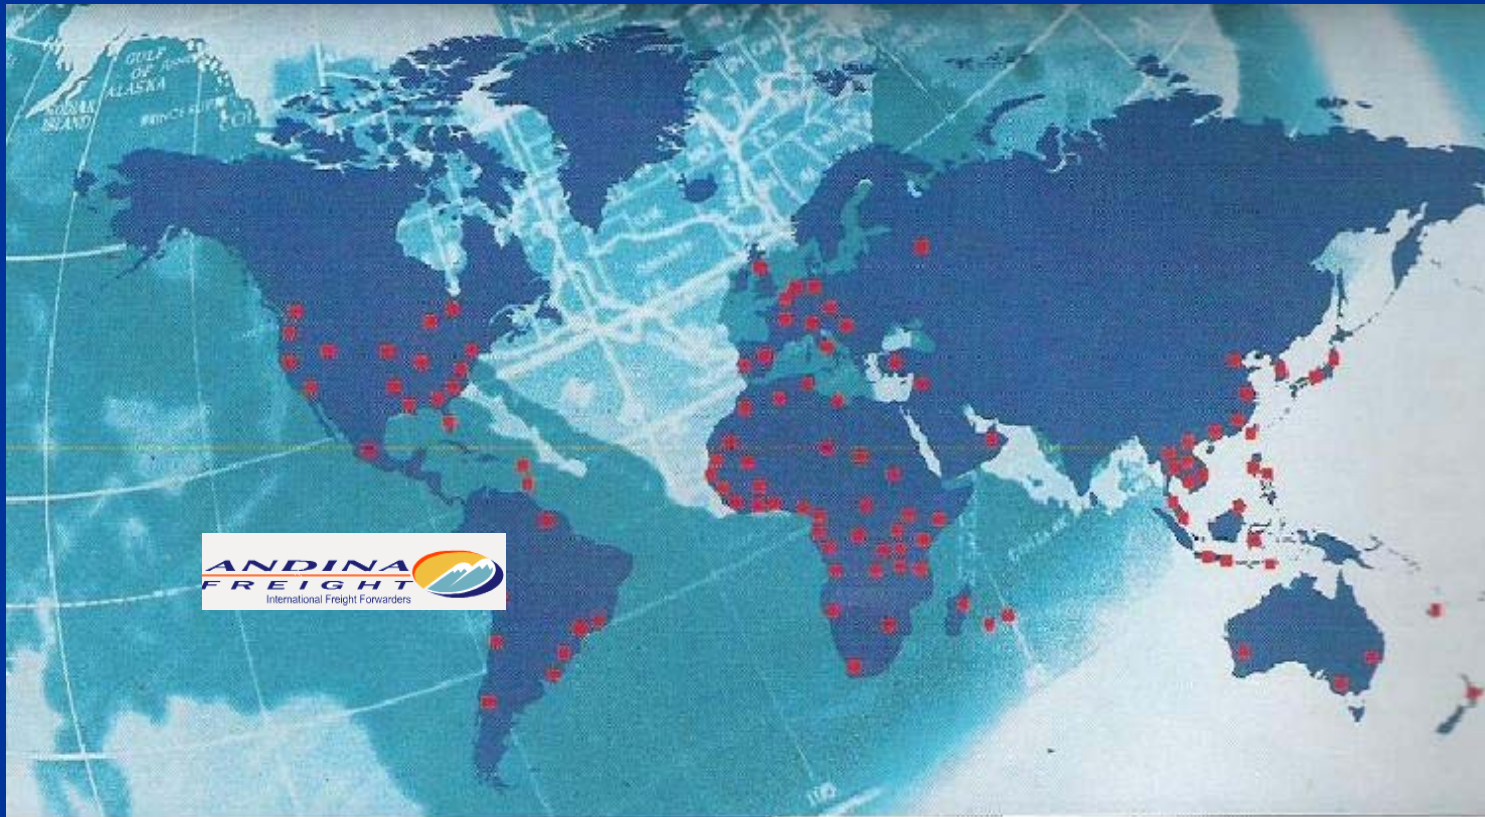 GULF
OF
ALASKA
KODIAK
ISLAND
ANDINA
FREIGHT
International Freight Forwarders